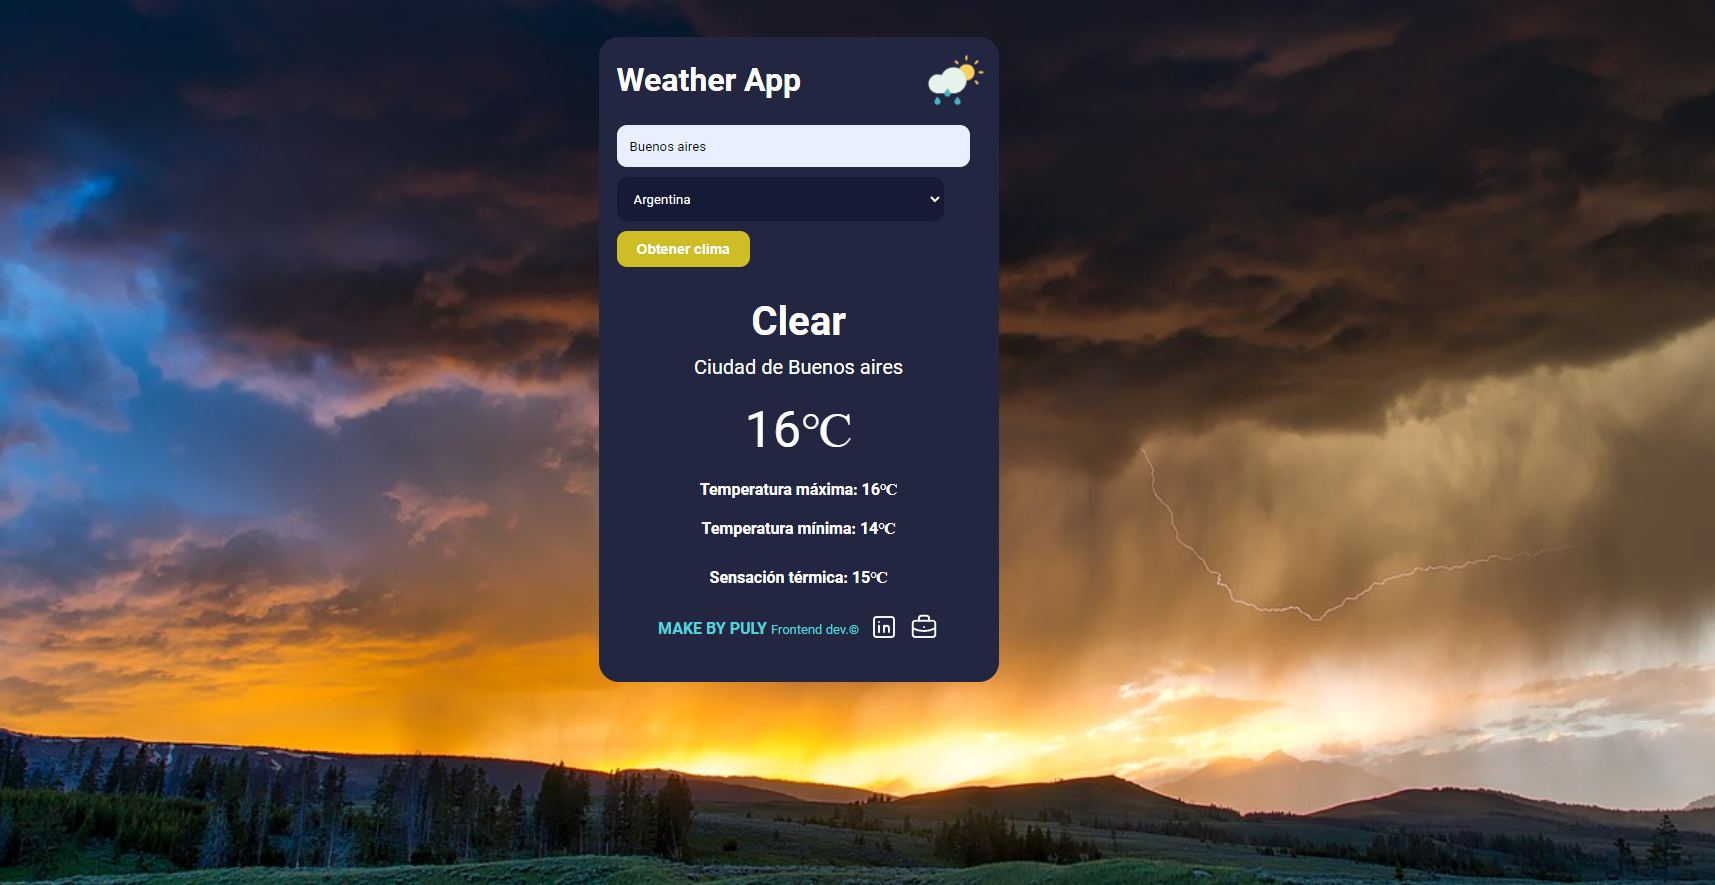 Weather App
Buenos aires
Argentina
Obtener clima
Clear
Ciudad de Buenos aires
16℃
Temperatura máxima: 16℃
Temperatura mínima: 14℃
Sensación térmica: 15℃
MAKE BY PULY Frontend dev.© in